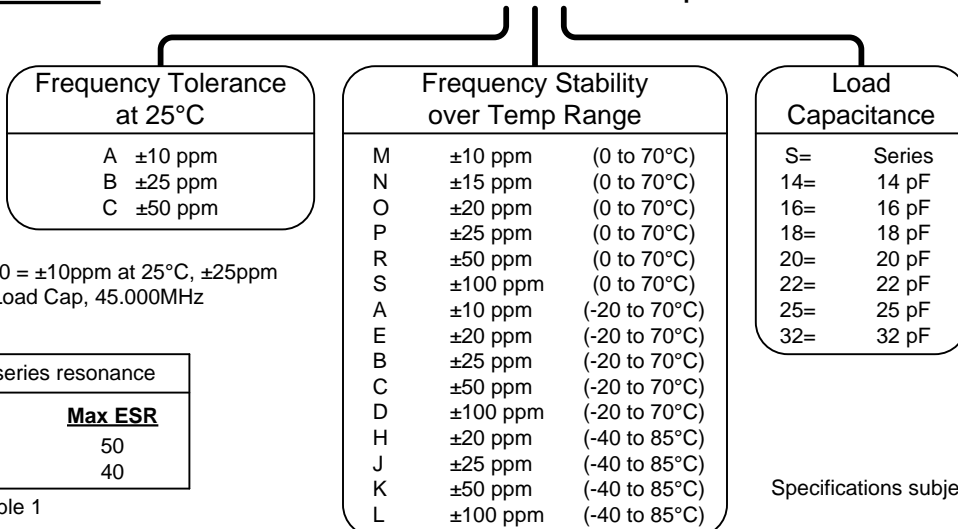 Frequency Tolerance
at 25°C
A ±10 ppm
B ±25 ppm
C ±50 ppm
Frequency Stability
over Temp Range
M ±10 ppm (0 to 70°C)
N ±15 ppm (0 to 70°C)
O ±20 ppm (0 to 70°C)
P ±25 ppm (0 to 70°C)
R ±50 ppm (0 to 70°C)
S ±100 ppm (0 to 70°C)
A ±10 ppm (-20 to 70°C)
E ±20 ppm (-20 to 70°C)
B ±25 ppm (-20 to 70°C)
C ±50 ppm (-20 to 70°C)
D ±100 ppm (-20 to 70°C)
H ±20 ppm (-40 to 85°C)
J ±25 ppm (-40 to 85°C)
K ±50 ppm (-40 to 85°C)
L ±100 ppm (-40 to 85°C)
Load
Capacitance
S= Series
14= 14 pF
16= 16 pF
18= 18 pF
20= 20 pF
22= 22 pF
25= 25 pF
32= 32 pF
0 = ±10ppm at 25°C, ±25ppm
Load Cap, 45.000MHz
series resonance
Max ESR
50
40
1
Specifications